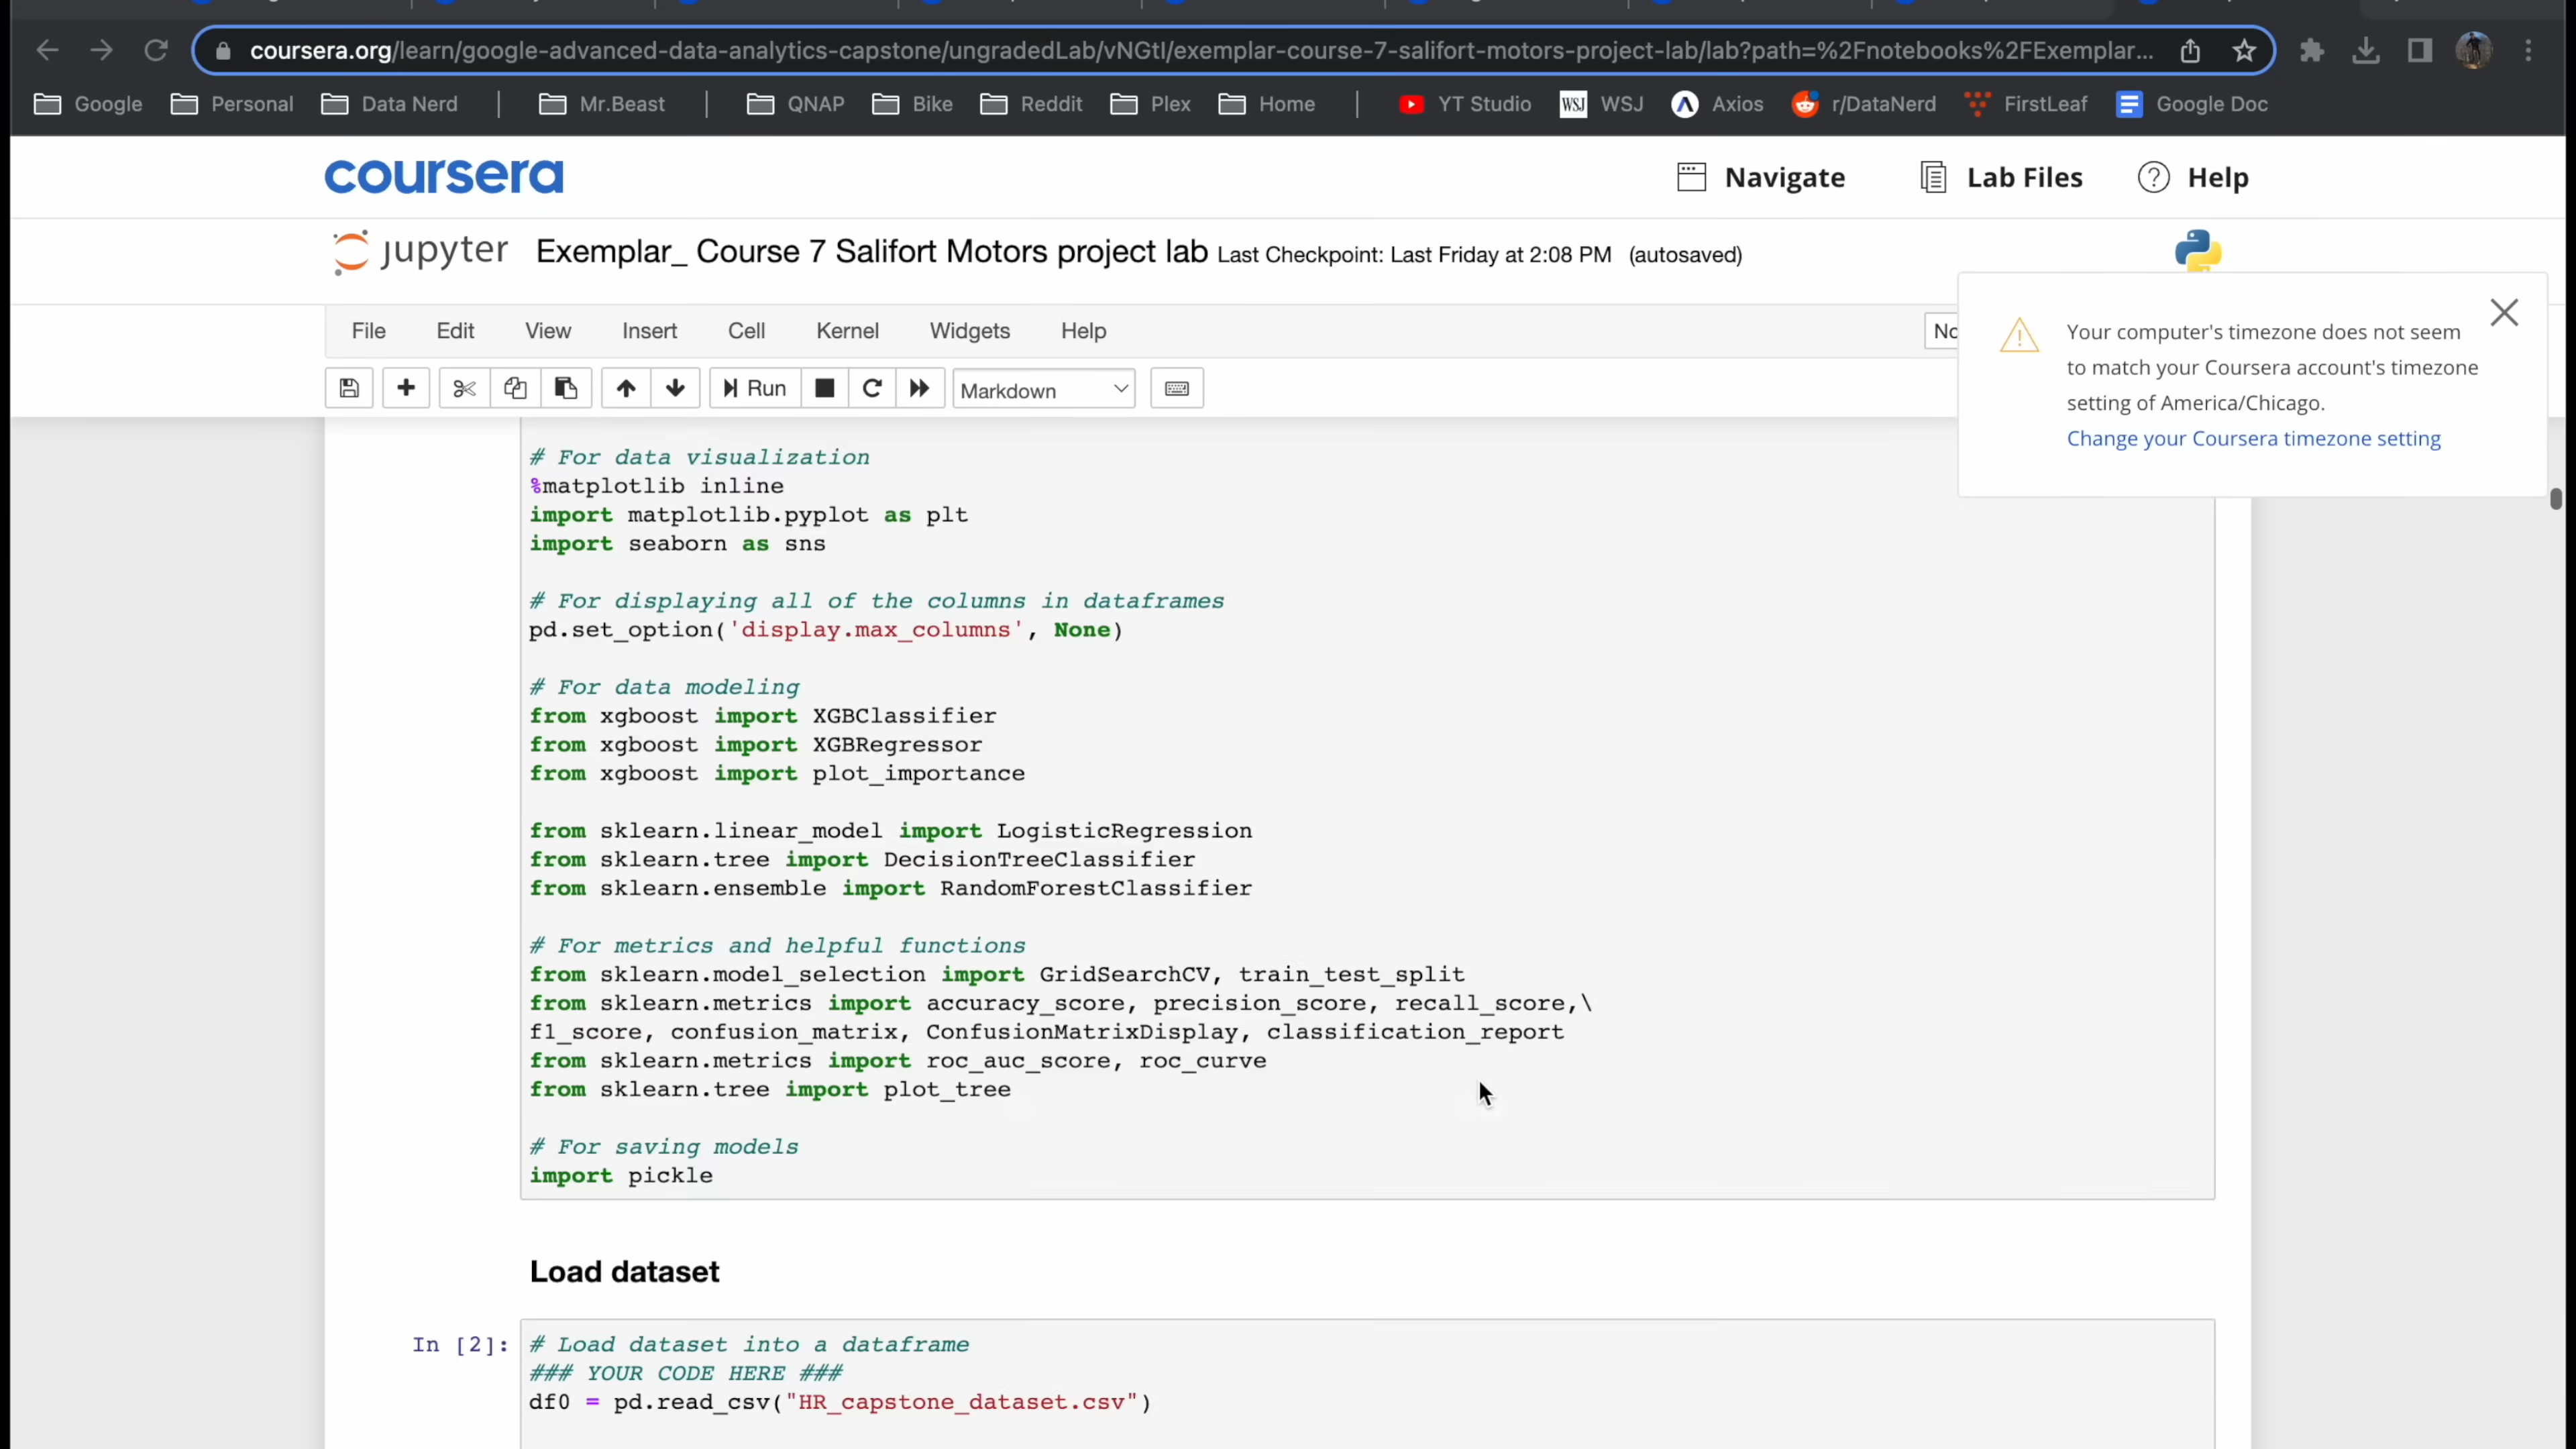 coursera.org/learn/google-advanced-data-analytics-capstone/ungradedLab/vNGtI/exemplar-course-7-salifort-motors-project-lab/lab?path=%2Fnotebooks%2FExemplar...
Google Personal Data Nerd | Mr.Beast | QNAP Bike Reddit Plex Home | YT Studio WSJ WSJ Axios r/DataNerd FirstLeaf Google Doc
coursera Navigate Lab Files ? Help
jupyter Exemplar_ Course 7 Salifort Motors project lab Last Checkpoint: Last Friday at 2:08 PM (autosaved)
File Edit View Insert Cell Kernel Widgets Help
Your computer's timezone does not seem
to match your Coursera account's timezone
setting of America/Chicago.
Change your Coursera timezone setting
Run Markdown
# For data visualization
%matplotlib inline
import matplotlib.pyplot as plt
import seaborn as sns
# For displaying all of the columns in dataframes
pd.set_option('display.max_columns', None)
# For data modeling
from xgboost import XGBClassifier
from xgboost import XGBRegressor
from xgboost import plot_importance
from sklearn.linear_model import LogisticRegression
from sklearn.tree import DecisionTreeClassifier
from sklearn.ensemble import RandomForestClassifier
# For metrics and helpful functions
from sklearn.model_selection import GridSearchCV, train_test_split
from sklearn.metrics import accuracy_score, precision_score, recall_score,\
f1_score, confusion_matrix, ConfusionMatrixDisplay, classification_report
from sklearn.metrics import roc_auc_score, roc_curve
from sklearn.tree import plot_tree
# For saving models
import pickle
Load dataset
In [2]: # Load dataset into a dataframe
### YOUR CODE HERE ###
df0 = pd.read_csv("HR_capstone_dataset.csv")